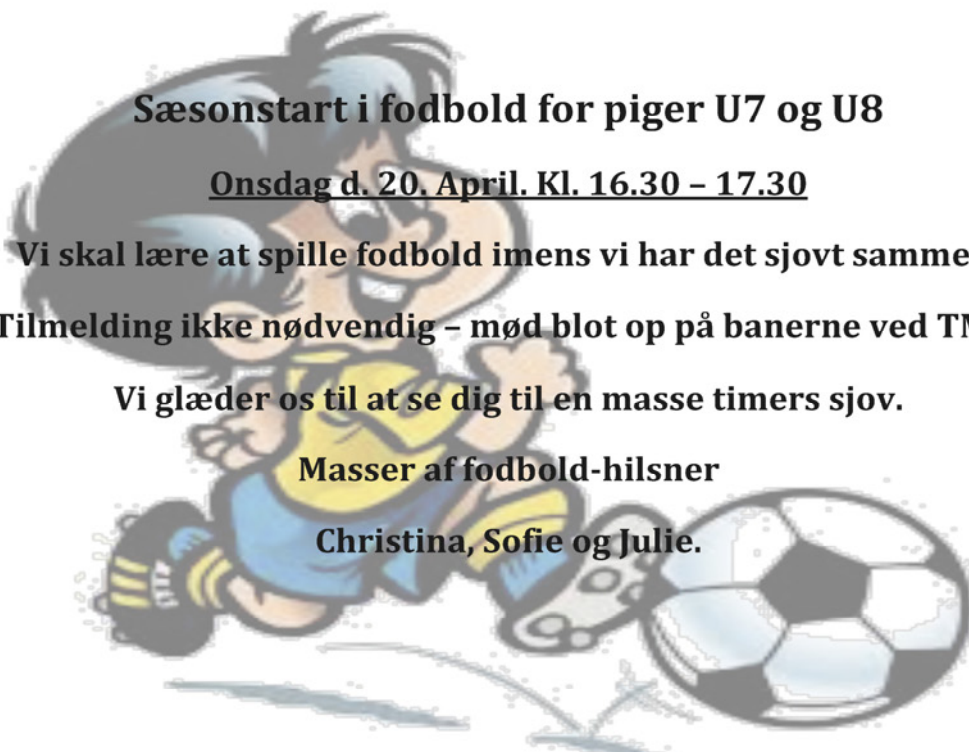 Sæsonstart i fodbold for piger U7 og U8
Onsdag d. 20. April. Kl. 16.30 – 17.30
Vi skal lære at spille fodbold imens vi har det sjovt samme
Tilmelding ikke nødvendig – mød blot op på banerne ved
Vi glæder os til at se dig til en masse timers sjov.
Masser af fodbold-hilsner
Christina, Sofie og Julie.